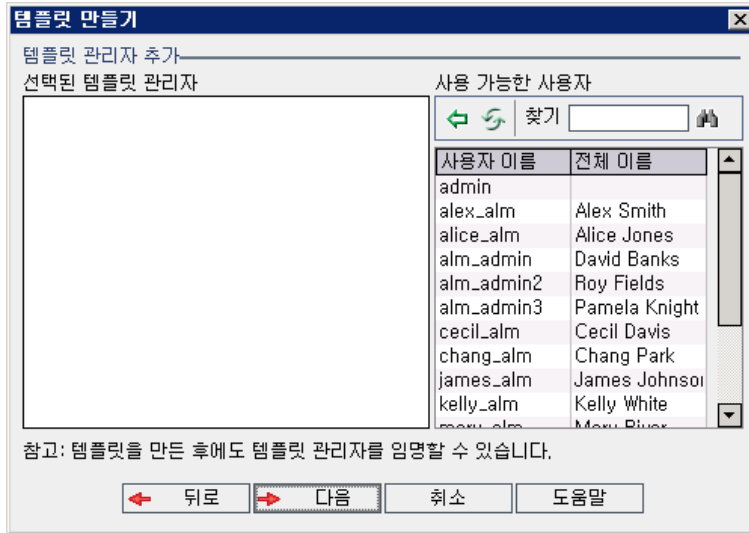 템플릿 만들기
템플릿 관리자 추가
선택된 템플릿 관리자
사용 가능한 사용자
찾기
사용자 이름 전체 이름
admin
alex_alm Alex Smith
alice_alm Alice Jones
alm_admin David Banks
alm_admin2 Roy Fields
alm_admin3 Pamela Knight
cecil_alm Cecil Davis
chang_alm Chang Park
james_alm James Johnson
kelly_alm Kelly White
mary_alm Mary River
참고: 템플릿을 만든 후에도 템플릿 관리자를 임명할 수 있습니다.
뒤로 다음 취소 도움말